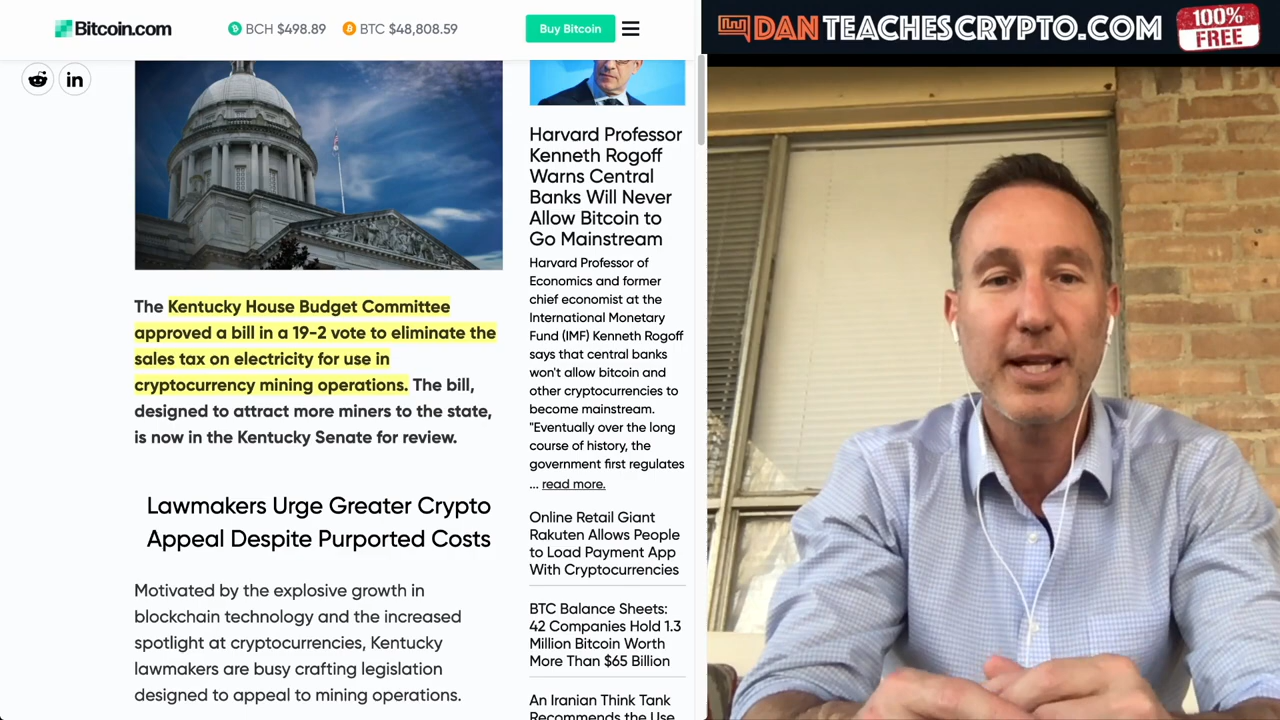 Bitcoin.com
BCH $498.89
BTC $48,808.59
Buy Bitcoin
DANTEACHESCRYPTO.COM
100%
FREE
in
The Kentucky House Budget Committee
approved a bill in a 19-2 vote to eliminate the
sales tax on electricity for use in
cryptocurrency mining operations. The bill,
designed to attract more miners to the state,
is now in the Kentucky Senate for review.
Lawmakers Urge Greater Crypto
Appeal Despite Purported Costs
Motivated by the explosive growth in
blockchain technology and the increased
spotlight at cryptocurrencies, Kentucky
lawmakers are busy crafting legislation
designed to appeal to mining operations.
Harvard Professor
Kenneth Rogoff
Warns Central
Banks Will Never
Allow Bitcoin to
Go Mainstream
Harvard Professor of
Economics and former
chief economist at the
International Monetary
Fund (IMF) Kenneth Rogoff
says that central banks
won't allow bitcoin and
other cryptocurrencies to
become mainstream.
"Eventually over the long
course of history, the
government first regulates
... read more.
Online Retail Giant
Rakuten Allows People
to Load Payment App
With Cryptocurrencies
BTC Balance Sheets:
42 Companies Hold 1.3
Million Bitcoin Worth
More Than $65 Billion
An Iranian Think Tank
Recommends the Use